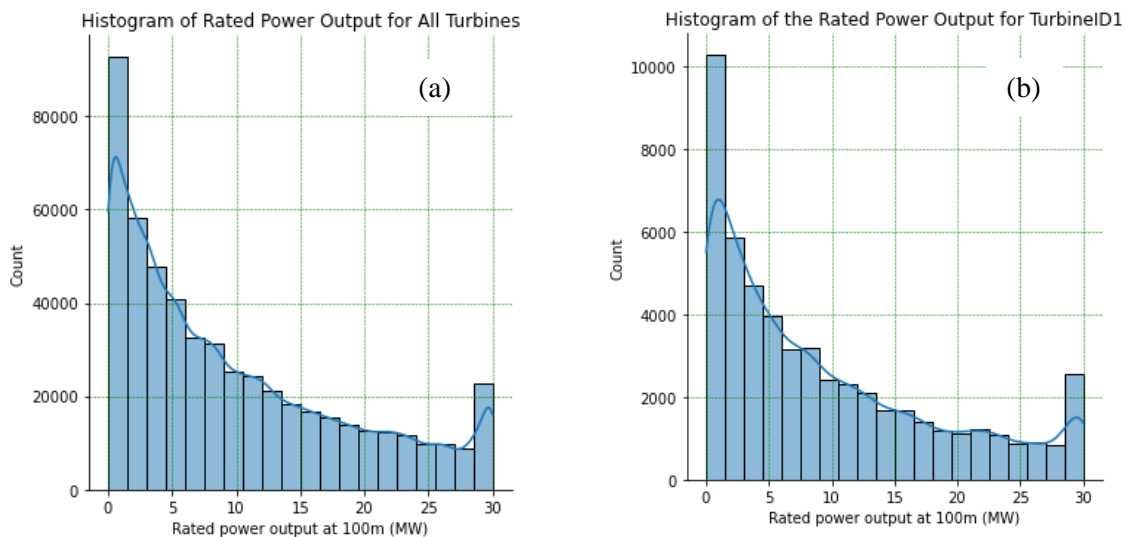 Histogram of Rated Power Output for All Turbines
(a)
80000
60000
40000
20000
0
Count
0 5 10 15 20 25 30
Rated power output at 100m (MW)
Histogram of the Rated Power Output for TurbineID1
(b)
10000
8000
6000
4000
2000
0
Count
0 5 10 15 20 25 30
Rated power output at 100m (MW)